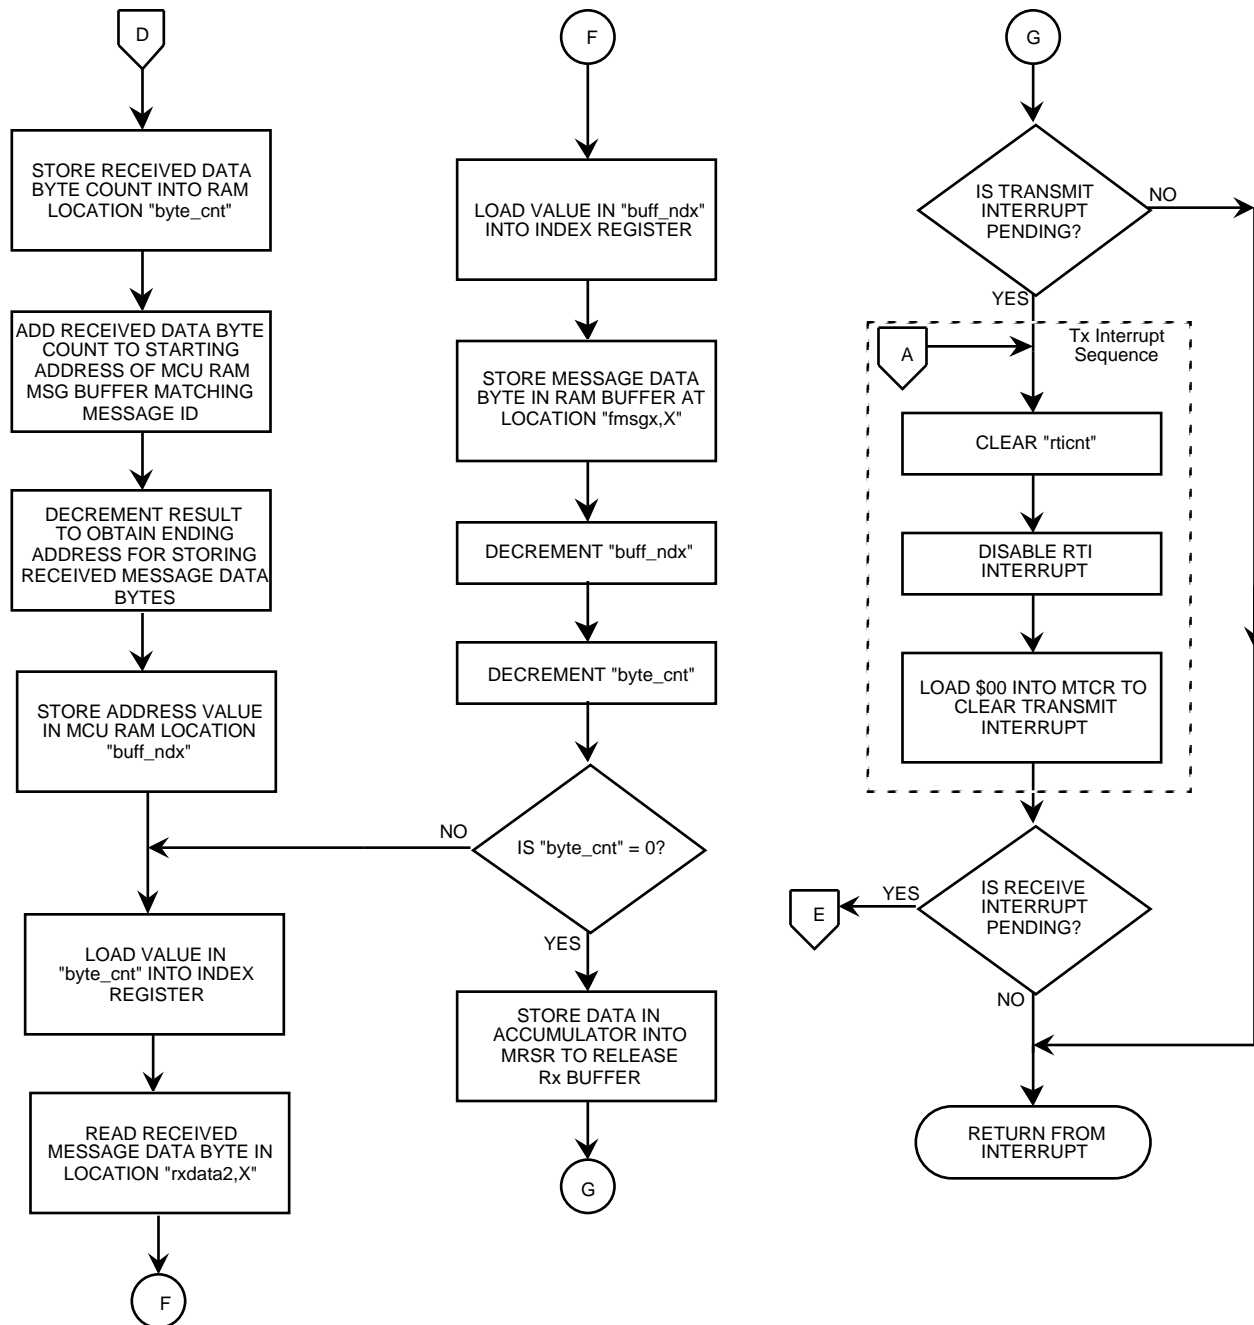 D
STORE RECEIVED DATA
BYTE COUNT INTO RAM
LOCATION "byte_cnt"
ADD RECEIVED DATA BYTE
COUNT TO STARTING
ADDRESS OF MCU RAM
MSG BUFFER MATCHING
MESSAGE ID
DECREMENT RESULT
TO OBTAIN ENDING
ADDRESS FOR STORING
RECEIVED MESSAGE DATA
BYTES
STORE ADDRESS VALUE
IN MCU RAM LOCATION
"buff_ndx"
LOAD VALUE IN
"byte_cnt" INTO INDEX
REGISTER
READ RECEIVED
MESSAGE DATA BYTE IN
LOCATION "rxdata2,X"
F
F
LOAD VALUE IN "buff_ndx"
INTO INDEX REGISTER
STORE MESSAGE DATA
BYTE IN RAM BUFFER AT
LOCATION "fmsgx,X"
DECREMENT "buff_ndx"
DECREMENT "byte_cnt"
IS "byte_cnt" = 0?
NO
YES
STORE DATA IN
ACCUMULATOR INTO
MRSR TO RELEASE
Rx BUFFER
G
G
IS TRANSMIT
INTERRUPT
PENDING?
NO
YES
A
Tx Interrupt
Sequence
CLEAR "rticnt"
DISABLE RTI
INTERRUPT
LOAD $00 INTO MTCR TO
CLEAR TRANSMIT
INTERRUPT
IS RECEIVE
INTERRUPT
PENDING?
YES
E
NO
RETURN FROM
INTERRUPT